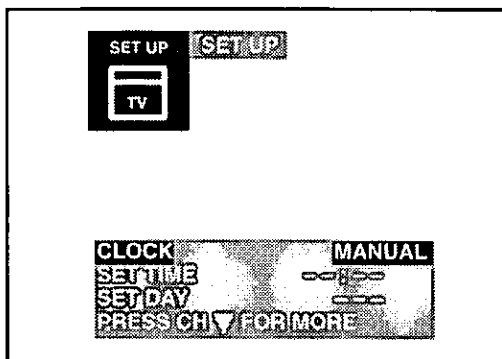 SET UP SET UP
TV
CLOCK MANUAL
SET TIME --:--
SET DAY ---
PRESS CH ▽ FOR MORE